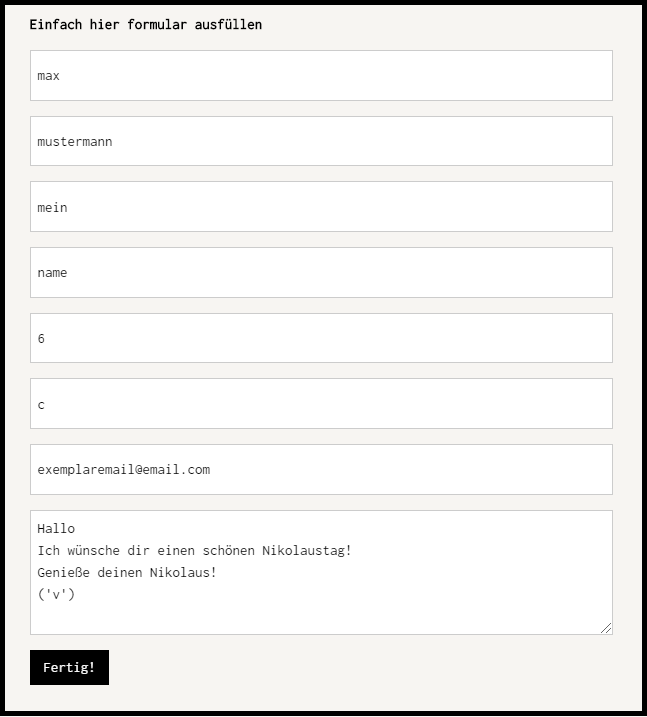 Einfach hier formular ausfüllen
max
mustermann
mein
name
6
c
exemplaremail@email.com
Hallo
Ich wünsche dir einen schönen Nikolaustag!
Genieße deinen Nikolaus!
('v')
Fertig!